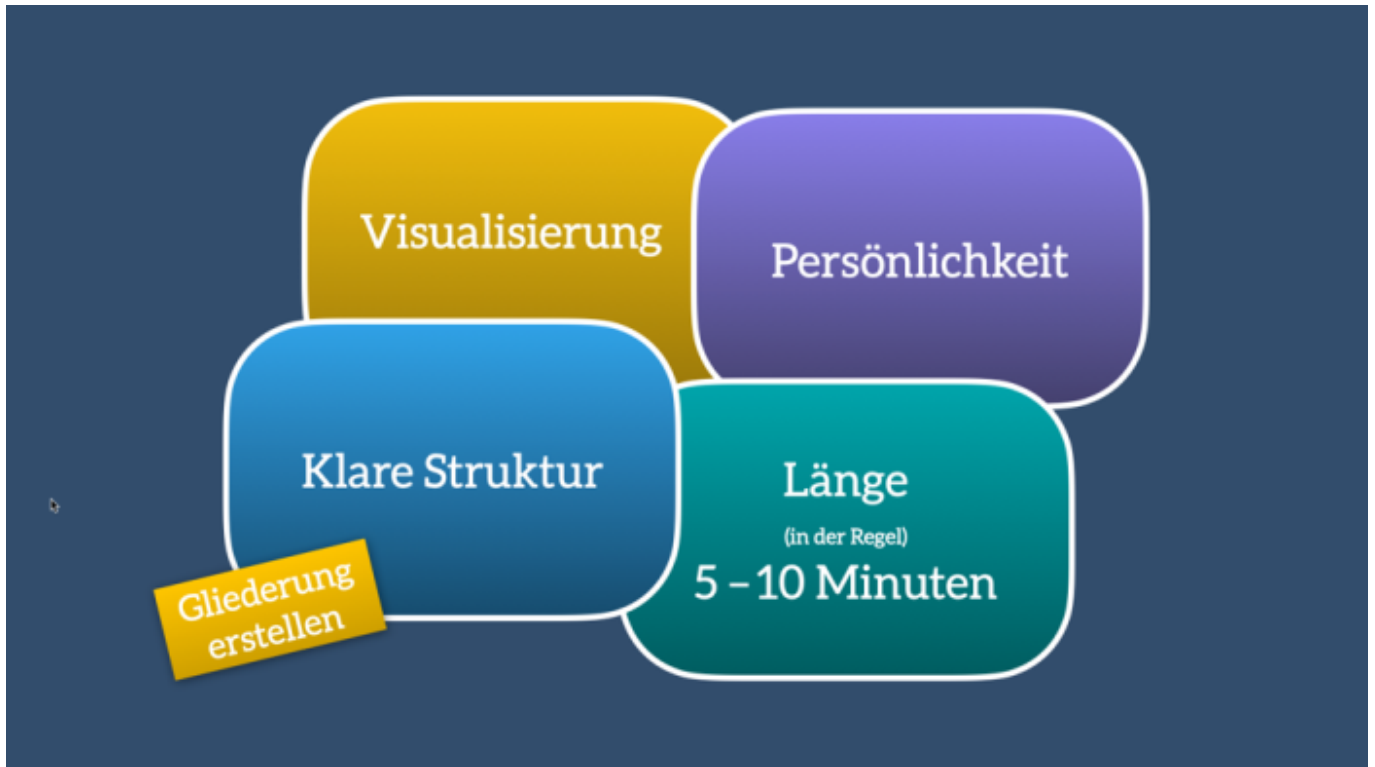 Visualisierung
Persönlichkeit
Klare Struktur
Länge
(in der Regel)
5 – 10 Minuten
Gliederung
erstellen